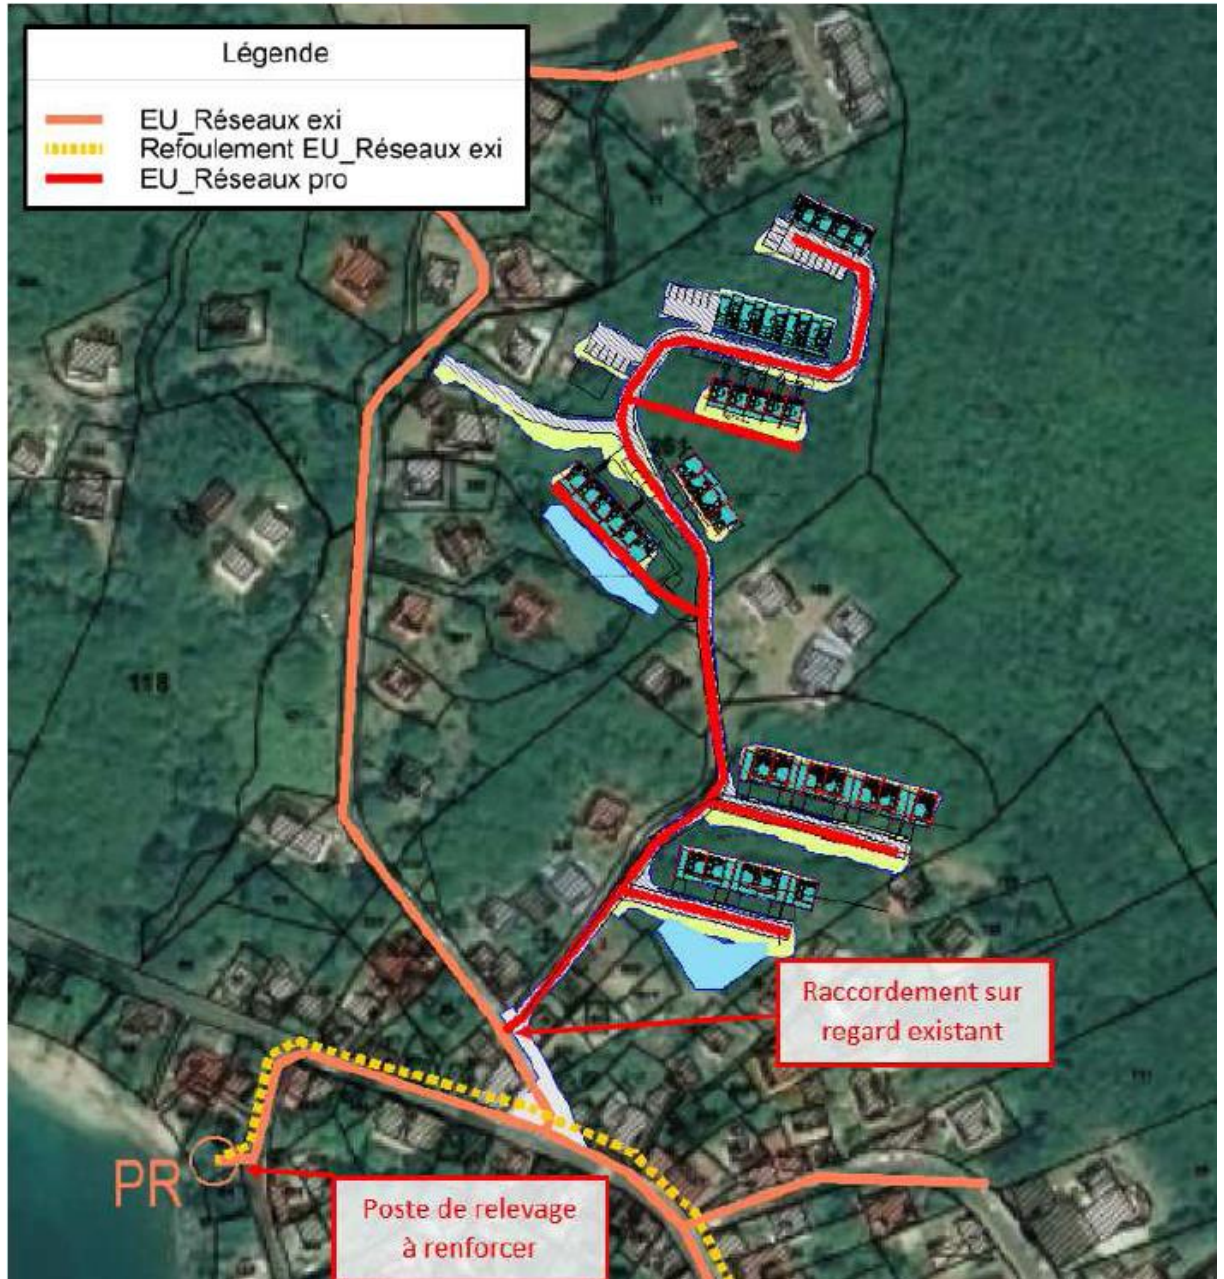 Légende
EU_Réseaux exi
Refoulement EU_Réseaux exi
EU_Réseaux pro
118
Raccordement sur
regard existant
PR
Poste de relevage
à renforcer